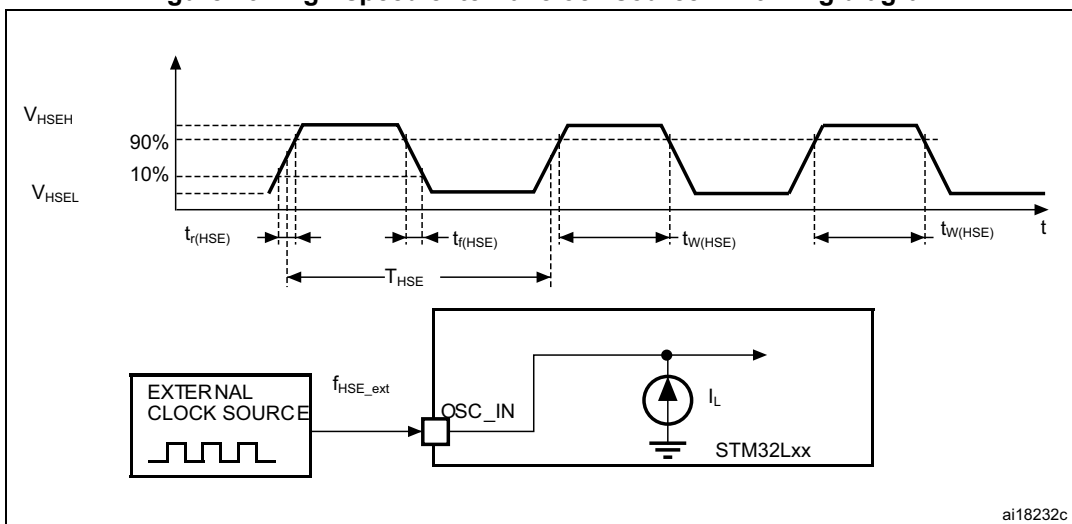 V_HSEH
90%
10%
V_HSEL
t_r(HSE)
t_f(HSE)
t_W(HSE)
t_W(HSE)
t
T_HSE
EXTERNAL
CLOCK SOURCE
f_HSE_ext
OSC_IN
I_L
STM32Lxx
ai18232c